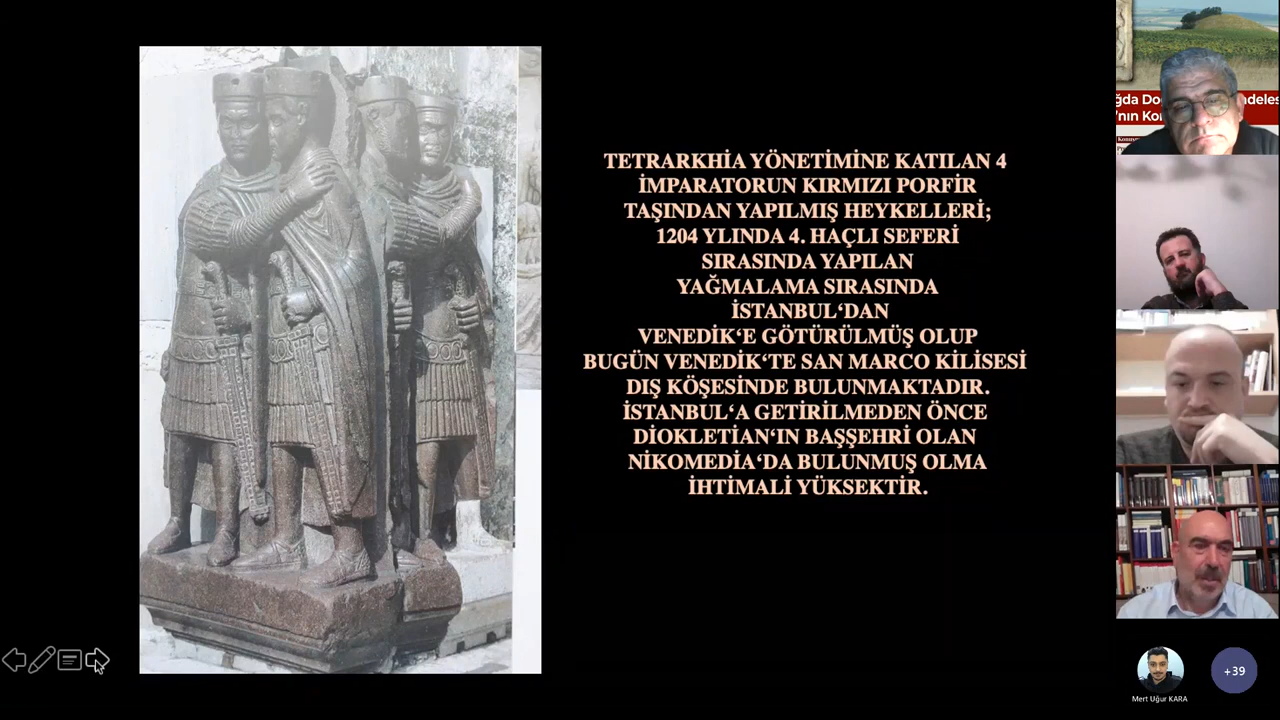 TETRARKHİA YÖNETİMİNE KATILAN 4
İMPARATORUN KIRMIZI PORFİR
TAŞINDAN YAPILMIŞ HEYKELLERİ;
1204 YLINDA 4. HAÇLI SEFERİ
SIRASINDA YAPILAN
YAĞMALAMA SIRASINDA
İSTANBUL‘DAN
VENEDİK‘E GÖTÜRÜLMÜŞ OLUP
BUGÜN VENEDİK‘TE SAN MARCO KİLİSESİ
DIŞ KÖŞESİNDE BULUNMAKTADIR.
İSTANBUL‘A GETİRİLMEDEN ÖNCE
DİOKLETİAN‘IN BAŞŞEHRİ OLAN
NİKOMEDİA‘DA BULUNMUŞ OLMA
İHTİMALİ YÜKSEKTİR.
Mert Uğur KARA
+39